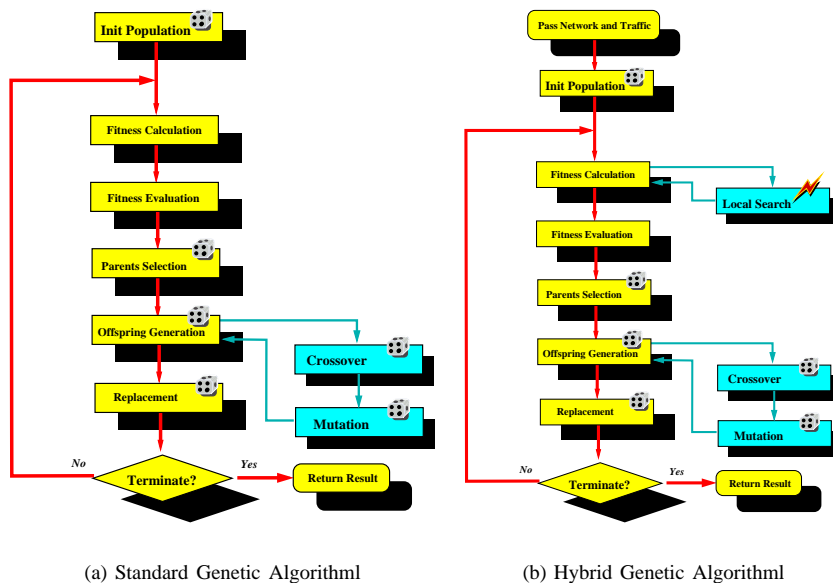 Init Population
Fitness Calculation
Fitness Evaluation
Parents Selection
Offspring Generation
Crossover
Replacement
Mutation
No
Yes
Terminate?
Return Result
(a) Standard Genetic Algorithml
Pass Network and Traffic
Init Population
Fitness Calculation
Local Search
Fitness Evaluation
Parents Selection
Offspring Generation
Crossover
Replacement
Mutation
No
Yes
Terminate?
Return Result
(b) Hybrid Genetic Algorithml